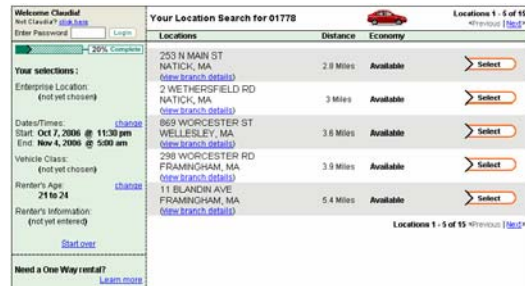 Welcome Claudia!
Not Claudia? click here
Enter Password Login
20% Complete
Your selections :
Enterprise Location:
(not yet chosen)
Dates/Times: change
Start: Oct 7, 2006 @ 11:30 pm
End: Nov 4, 2006 @ 5:00 am
Vehicle Class:
(not yet chosen)
Renter's Age: change
21 to 24
Renter's Information:
(not yet entered)
Start over
Need a One Way rental?
Learn more
Your Location Search for 01778
Locations 1 - 5 of 15
<Previous | Next>
Locations Distance Economy
253 N MAIN ST
NATICK, MA 2.8 Miles Available Select
(view branch details)
2 WETHERSFIELD RD
NATICK, MA 3 Miles Available Select
(view branch details)
869 WORCESTER ST
WELLESLEY, MA 3.6 Miles Available Select
(view branch details)
298 WORCESTER RD
FRAMINGHAM, MA 3.9 Miles Available Select
(view branch details)
11 BLANDIN AVE
FRAMINGHAM, MA 5.4 Miles Available Select
(view branch details)
Locations 1 - 5 of 15 <Previous | Next>